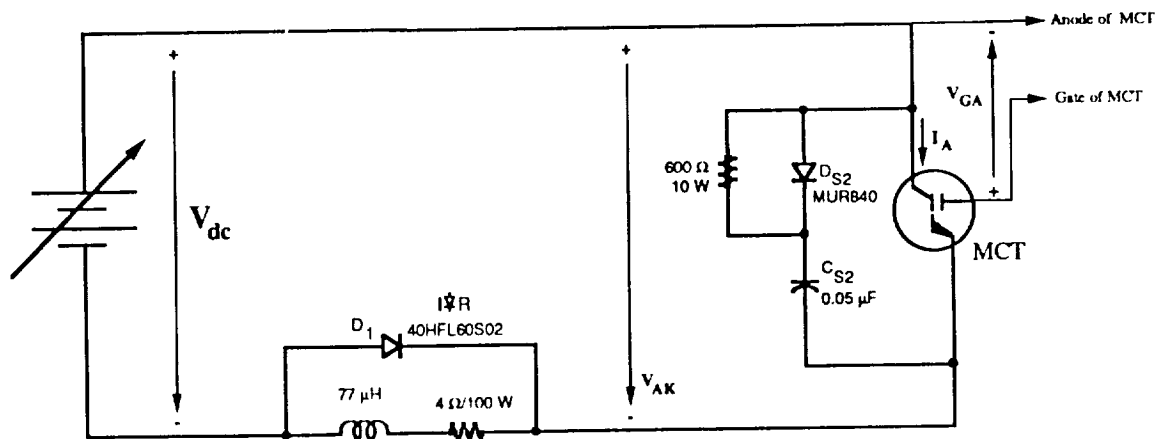 +
+
-
Anode of MCT
V_GA
Gate of MCT
I_A
600 Ω
10 W
D_S2
MUR840
+
V_dc
MCT
C_S2
0.05 µF
I R
D_1
40HFL60S02
V_AK
77 µH
4 Ω/100 W
-
-